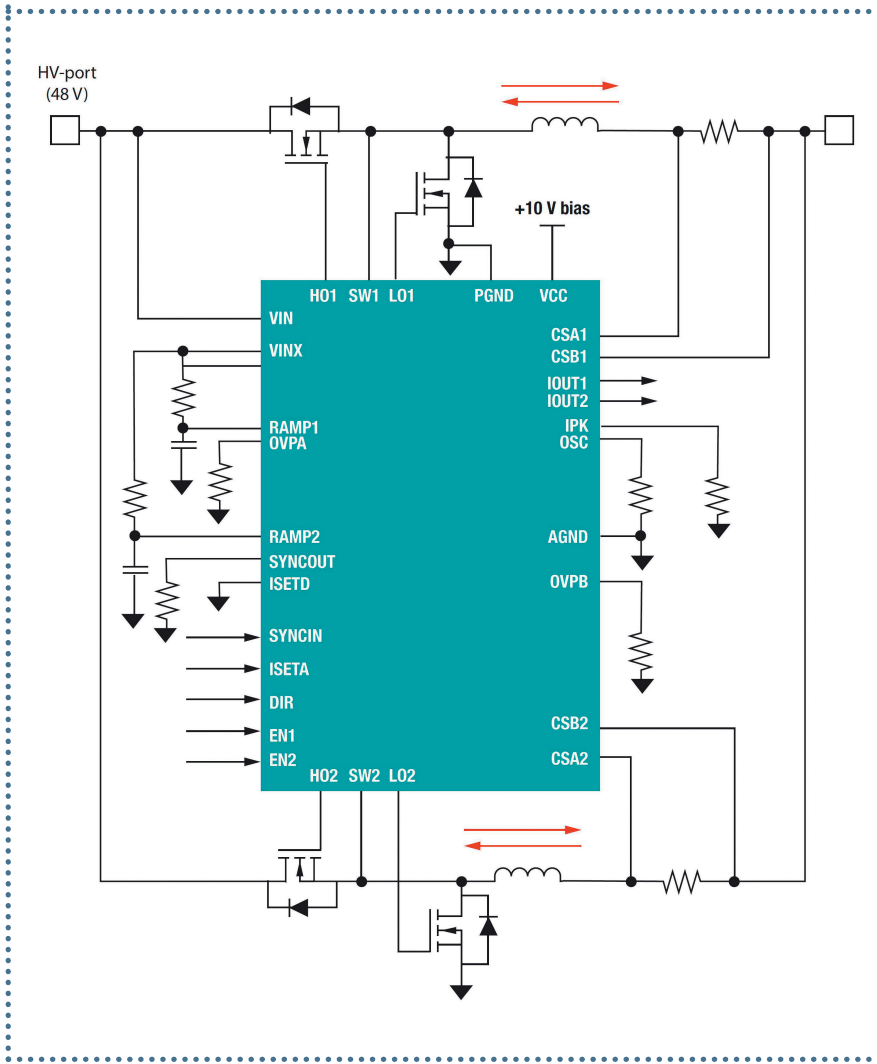 HV-port
(48 V)
+10 V bias
HO1 SW1 LO1 PGND VCC
VIN
VINX
RAMP1
OVPA
RAMP2
SYNCOUT
ISETD
SYNCIN
ISETA
DIR
EN1
EN2
CSA1
CSB1
IOUT1
IOUT2
IPK
OSC
AGND
OVPB
CSB2
CSA2
HO2 SW2 LO2